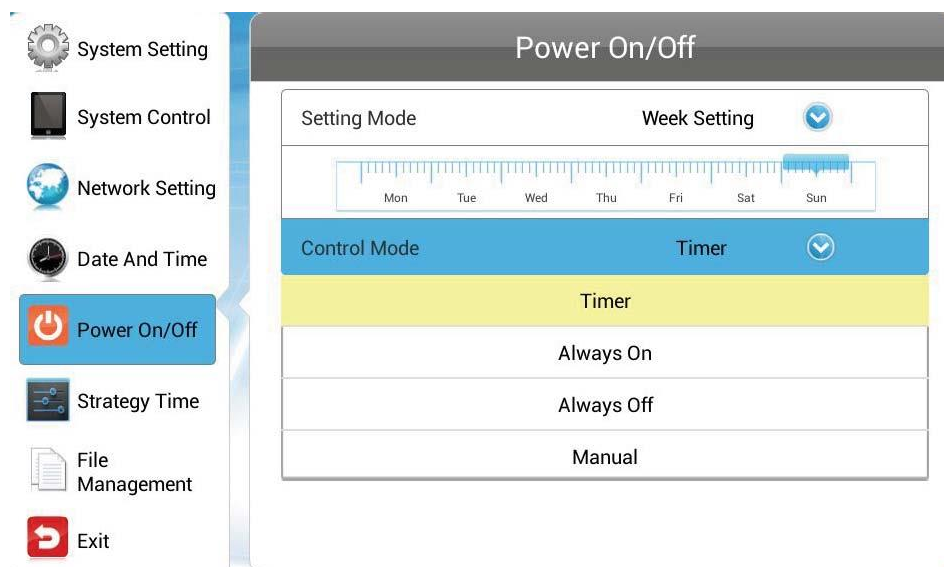 System Setting
System Control
Network Setting
Date And Time
Power On/Off
Strategy Time
File
Management
Exit
Power On/Off
Setting Mode Week Setting
Mon Tue Wed Thu Fri Sat Sun
Control Mode Timer
Timer
Always On
Always Off
Manual